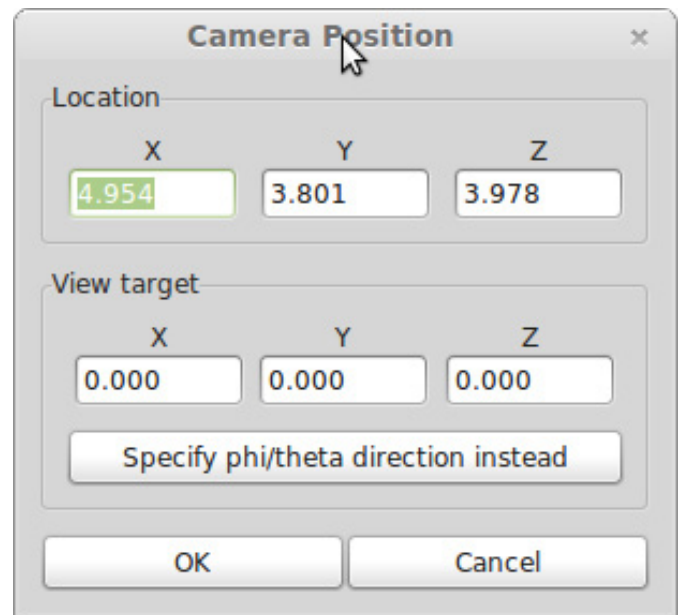 Camera Position
Location
X Y Z
4.954 3.801 3.978
View target
X Y Z
0.000 0.000 0.000
Specify phi/theta direction instead
OK Cancel